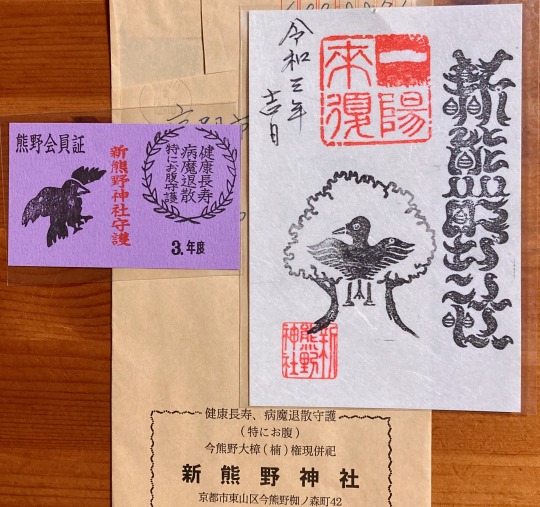 熊野会員証
新熊野神社守護
健康長寿
病魔退散
特にお腹守護
3.年度
令和三年
吉日
一陽
来復
新熊野神社
新熊野
神社
健康長寿、病魔退散守護
(特にお腹)
今熊野大樟(楠)権現併祀
新熊野神社
京都市東山区今熊野椥ノ森町42